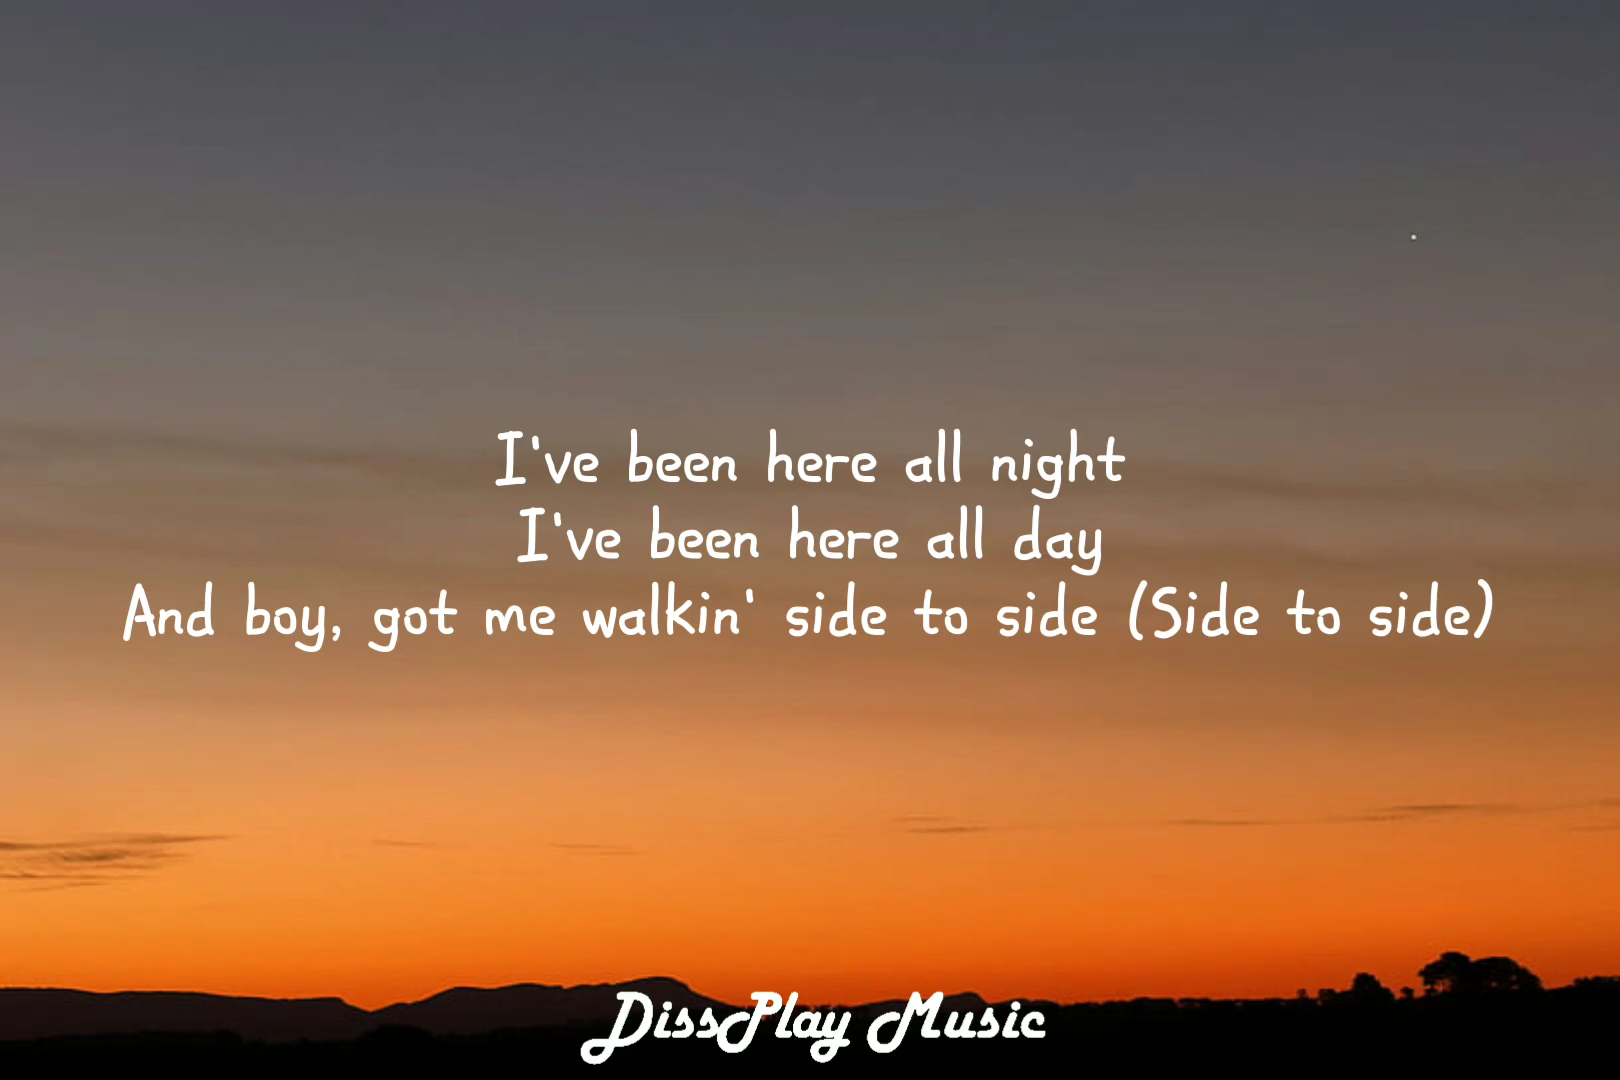 I've been here all night
I've been here all day
And boy, got me walkin' side to side (Side to side)
DissPlay Music